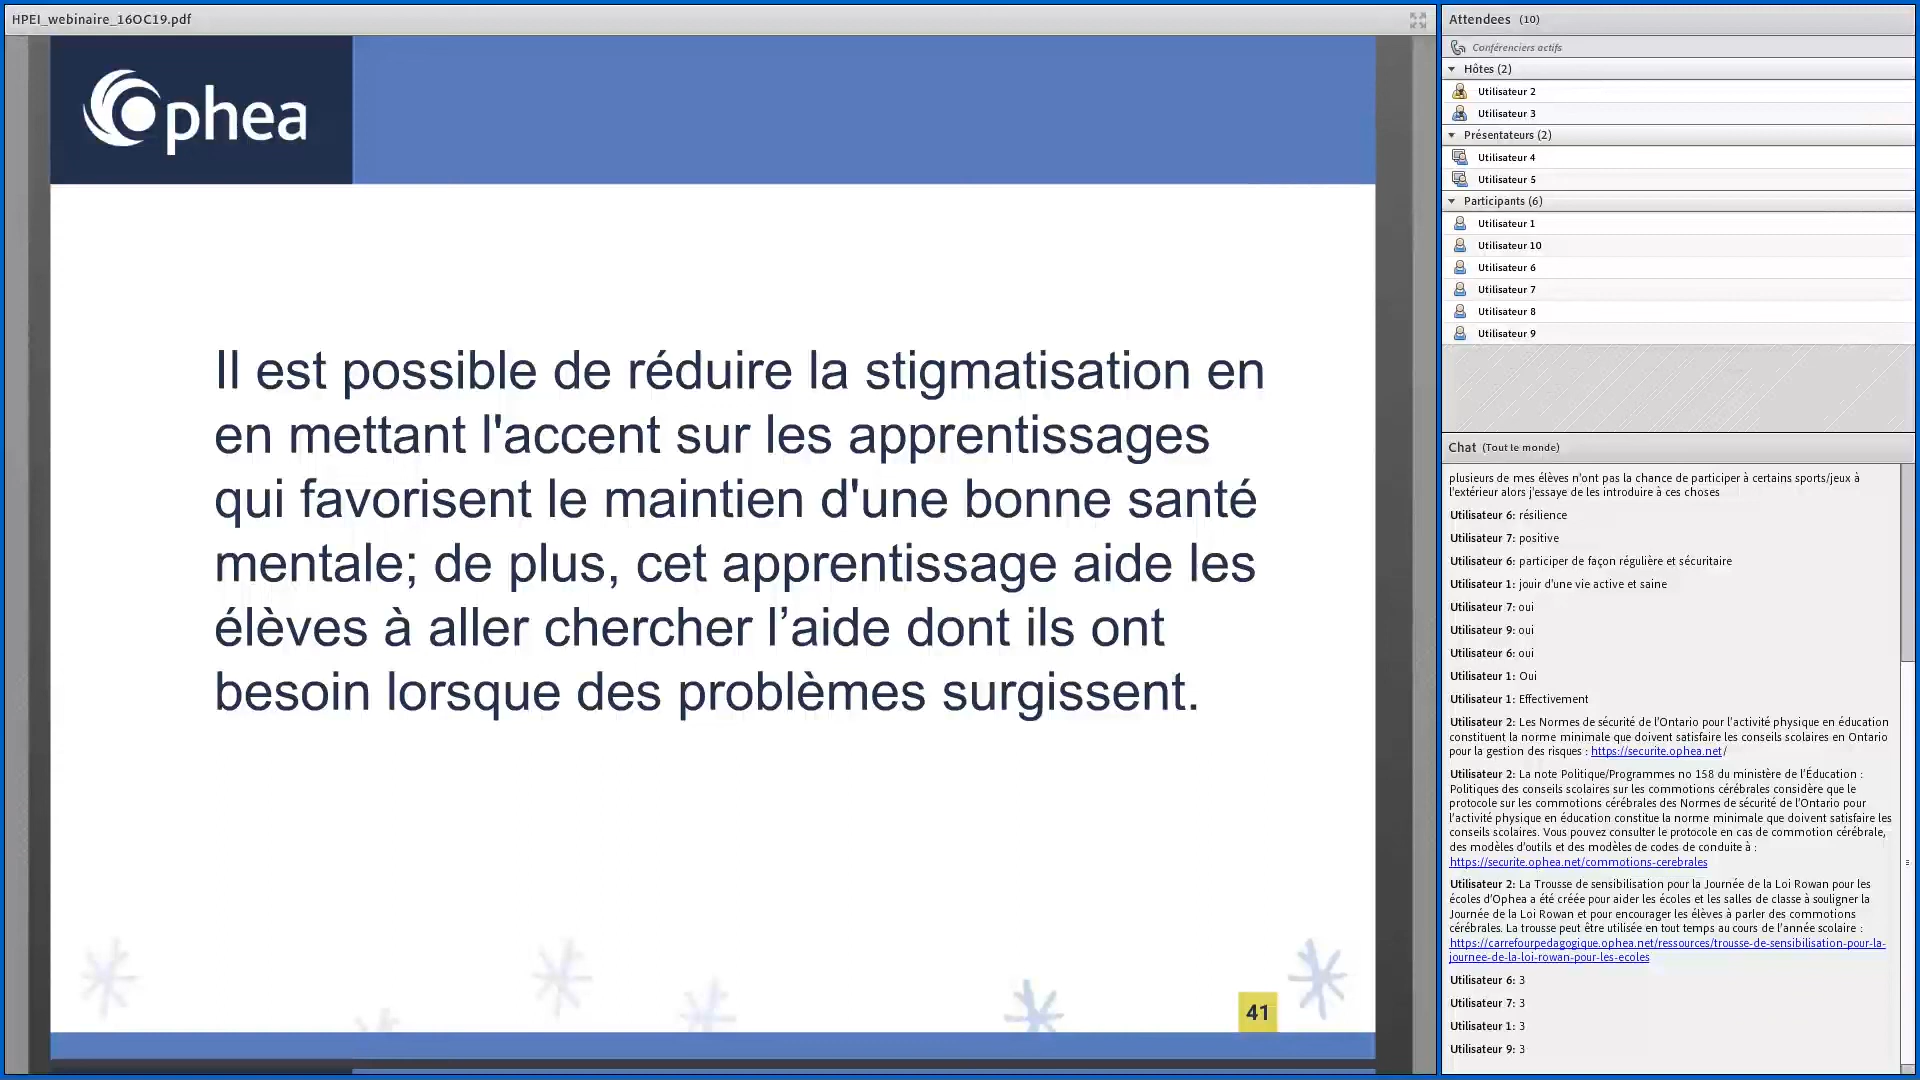 HPEI_webinaire_16OC19.pdf
Ophea
Il est possible de réduire la stigmatisation en
en mettant l'accent sur les apprentissages
qui favorisent le maintien d'une bonne santé
mentale; de plus, cet apprentissage aide les
élèves à aller chercher l’aide dont ils ont
besoin lorsque des problèmes surgissent.
41
Attendees (10)
Conférenciers actifs
Hôtes (2)
Utilisateur 2
Utilisateur 3
Présentateurs (2)
Utilisateur 4
Utilisateur 5
Participants (6)
Utilisateur 1
Utilisateur 10
Utilisateur 6
Utilisateur 7
Utilisateur 8
Utilisateur 9
Chat (Tout le monde)
plusieurs de mes élèves n'ont pas la chance de participer à certains sports/jeux à
l'extérieur alors j'essaye de les introduire à ces choses
Utilisateur 6: résilience
Utilisateur 7: positive
Utilisateur 6: participer de façon régulière et sécuritaire
Utilisateur 1: jouir d'une vie active et saine
Utilisateur 7: oui
Utilisateur 9: oui
Utilisateur 6: oui
Utilisateur 1: Oui
Utilisateur 1: Effectivement
Utilisateur 2: Les Normes de sécurité de l'Ontario pour l'activité physique en éducation
constituent la norme minimale que doivent satisfaire les conseils scolaires en Ontario
pour la gestion des risques : https://securite.ophea.net/
Utilisateur 2: La note Politique/Programmes no 158 du ministère de l'Éducation :
Politiques des conseils scolaires sur les commotions cérébrales considère que le
protocole sur les commotions cérébrales des Normes de sécurité de l'Ontario pour
l'activité physique en éducation constitue la norme minimale que doivent satisfaire les
conseils scolaires. Vous pouvez consulter le protocole en cas de commotion cérébrale,
des modèles d'outils et des modèles de codes de conduite à :
https://securite.ophea.net/commotions-cerebrales
Utilisateur 2: La Trousse de sensibilisation pour la Journée de la Loi Rowan pour les
écoles d'Ophea a été créée pour aider les écoles et les salles de classe à souligner la
Journée de la Loi Rowan et pour encourager les élèves à parler des commotions
cérébrales. La trousse peut être utilisée en tout temps au cours de l'année scolaire :
https://carrefourpedagogique.ophea.net/ressources/trousse-de-sensibilisation-pour-la-
journee-de-la-loi-rowan-pour-les-ecoles
Utilisateur 6: 3
Utilisateur 7: 3
Utilisateur 1: 3
Utilisateur 9: 3